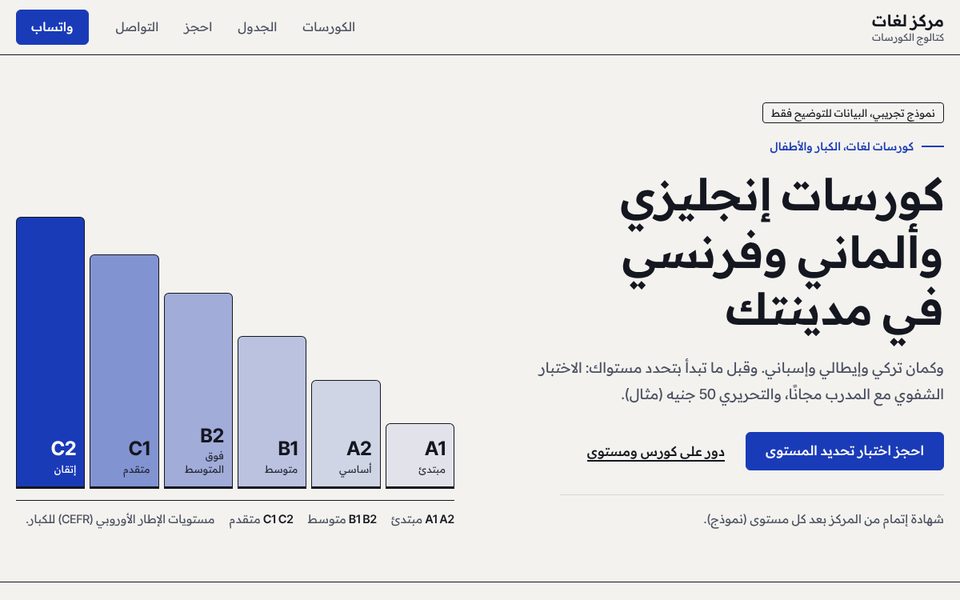 مركز لغات
كتالوج الكورسات
الكورسات
الجدول
احجز
التواصل
واتساب
نموذج تجريبي، البيانات للتوضيح فقط
كورسات لغات، الكبار والأطفال
كورسات إنجليزي
وألماني وفرنسي
في مدينتك
وكمان تركي وإيطالي وإسباني. وقبل ما تبدأ بتحدد مستواك: الاختبار
الشفوي مع المدرب مجانًا، والتحريري 50 جنيه (مثال).
احجز اختبار تحديد المستوى
دور على كورس ومستوى
شهادة إتمام من المركز بعد كل مستوى (نموذج).
A1
مبتدئ
A2
أساسي
B1
متوسط
B2
فوق
المتوسط
C1
متقدم
C2
إتقان
A1 A2 مبتدئ
B1 B2 متوسط
C1 C2 متقدم
مستويات الإطار الأوروبي (CEFR) للكبار.